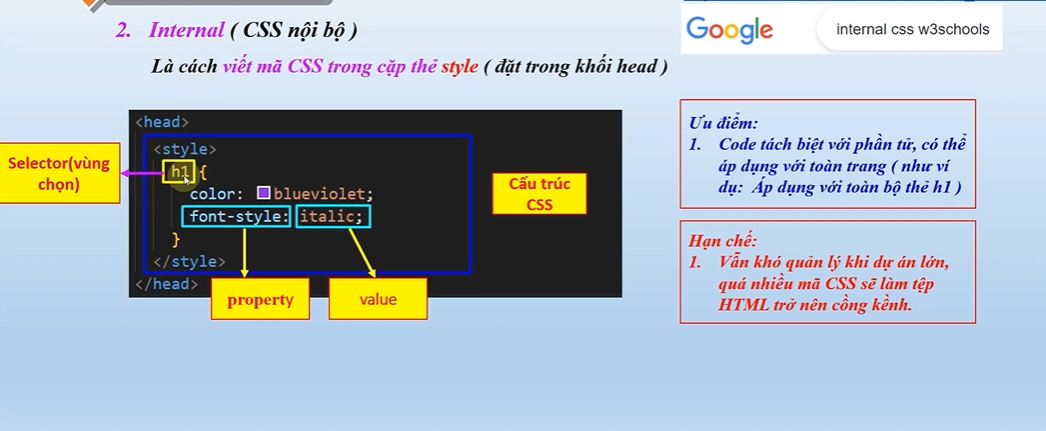 2. Internal ( CSS nội bộ )
Là cách viết mã CSS trong cặp thẻ style ( đặt trong khối head )
Google
internal css w3schools
<head>
<style>
h1 {
color: blueviolet;
font-style: italic;
}
</style>
</head>
Selector(vùng
chọn)
property
value
Cấu trúc
CSS
Ưu điểm:
1. Code tách biệt với phần tử, có thể
áp dụng với toàn trang ( như ví
dụ: Áp dụng với toàn bộ thẻ h1 )
Hạn chế:
1. Vẫn khó quản lý khi dự án lớn,
quá nhiều mã CSS sẽ làm tệp
HTML trở nên cồng kềnh.